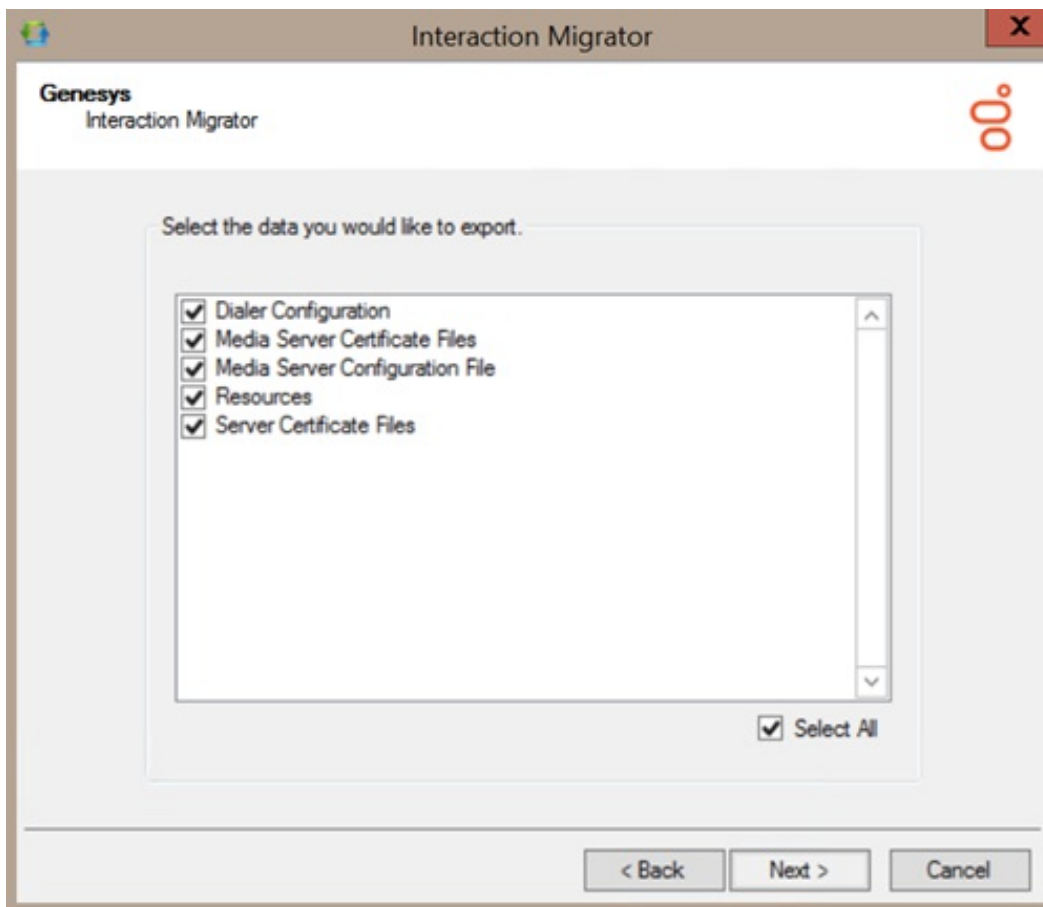 Interaction Migrator
X
Genesys
Interaction Migrator
Select the data you would like to export.
Dialer Configuration
Media Server Certificate Files
Media Server Configuration File
Resources
Server Certificate Files
Select All
< Back
Next >
Cancel